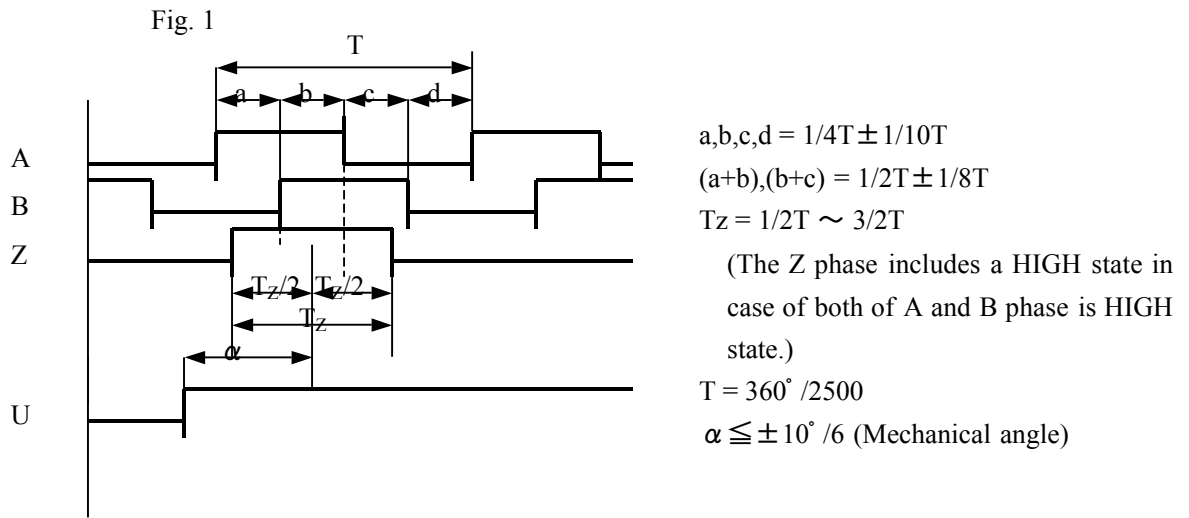 Fig. 1
T
a b c d
A
B
Z
TZ/2 TZ/2
TZ
α
U
a,b,c,d = 1/4T±1/10T
(a+b),(b+c) = 1/2T±1/8T
Tz = 1/2T ～ 3/2T
(The Z phase includes a HIGH state in
case of both of A and B phase is HIGH
state.)
T = 360° /2500
α≦±10° /6 (Mechanical angle)